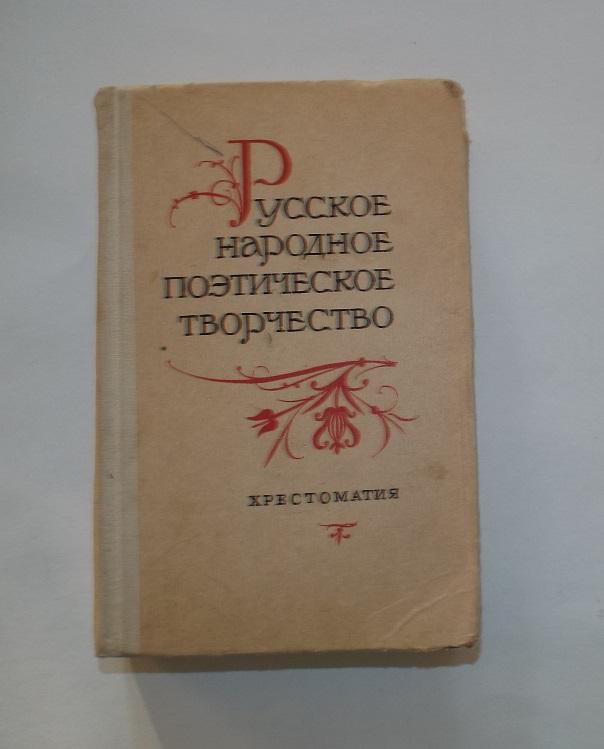 Русское
народное
поэтическое
творчество
ХРЕСТОМАТИЯ